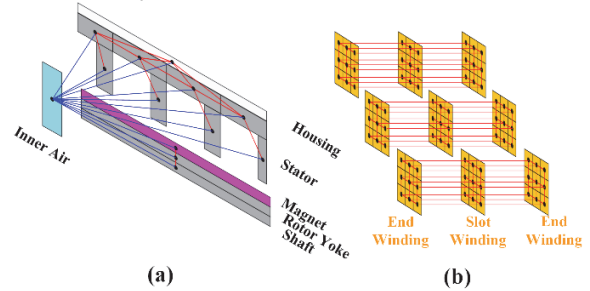 Inner Air
Housing
Stator
Magnet
Rotor Yoke
Shaft
End
Winding
Slot
Winding
End
Winding
(a)
(b)